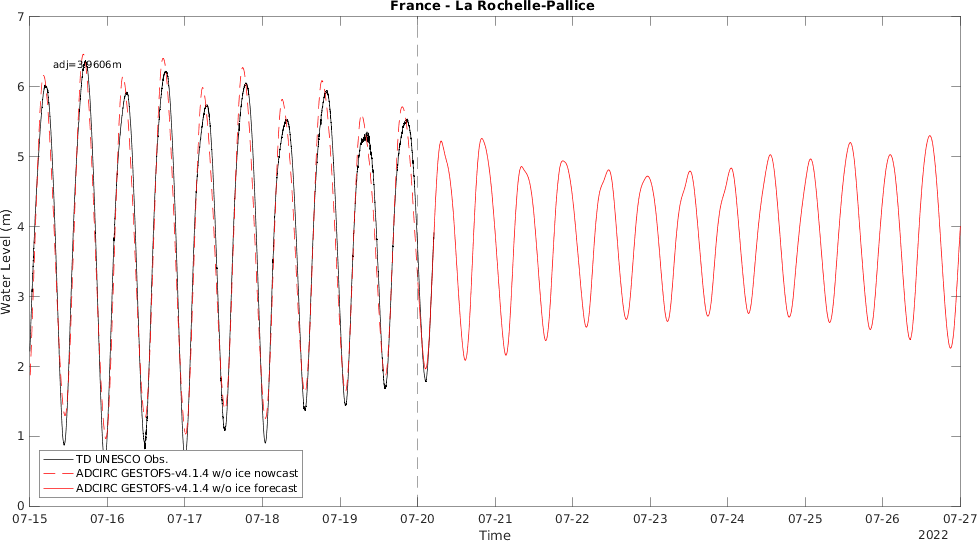 France - La Rochelle-Pallice
7
adj=3.9606m
6
5
4
3
2
1
0
Water Level (m)
TD UNESCO Obs.
ADCIRC GESTOFS-v4.1.4 w/o ice nowcast
ADCIRC GESTOFS-v4.1.4 w/o ice forecast
07-15 07-16 07-17 07-18 07-19 07-20 07-21 07-22 07-23 07-24 07-25 07-26 07-27
Time
2022